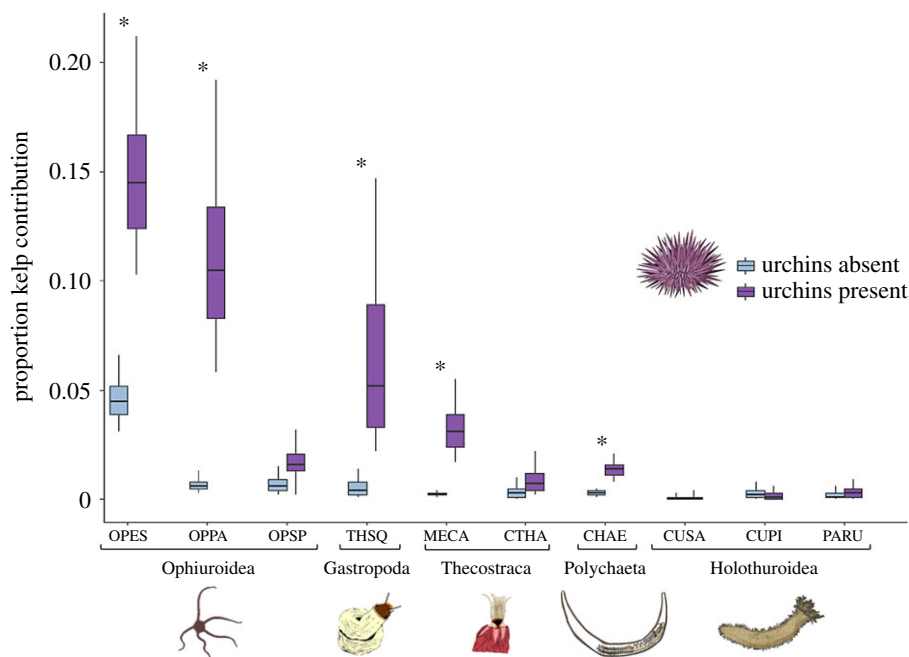 proportion kelp contribution
0.20
0.15
0.10
0.05
0
* * * * *
urchins absent
urchins present
OPES OPPA OPSP THSQ MECA CTHA CHAE CUSA CUPI PARU
Ophiuroidea Gastropoda Thecostraca Polychaeta Holothuroidea